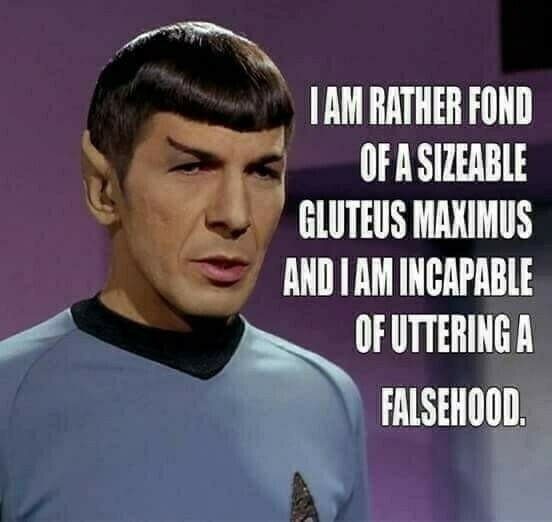 I AM RATHER FOND
OF A SIZEABLE
GLUTEUS MAXIMUS
AND I AM INCAPABLE
OF UTTERING A
FALSEHOOD.